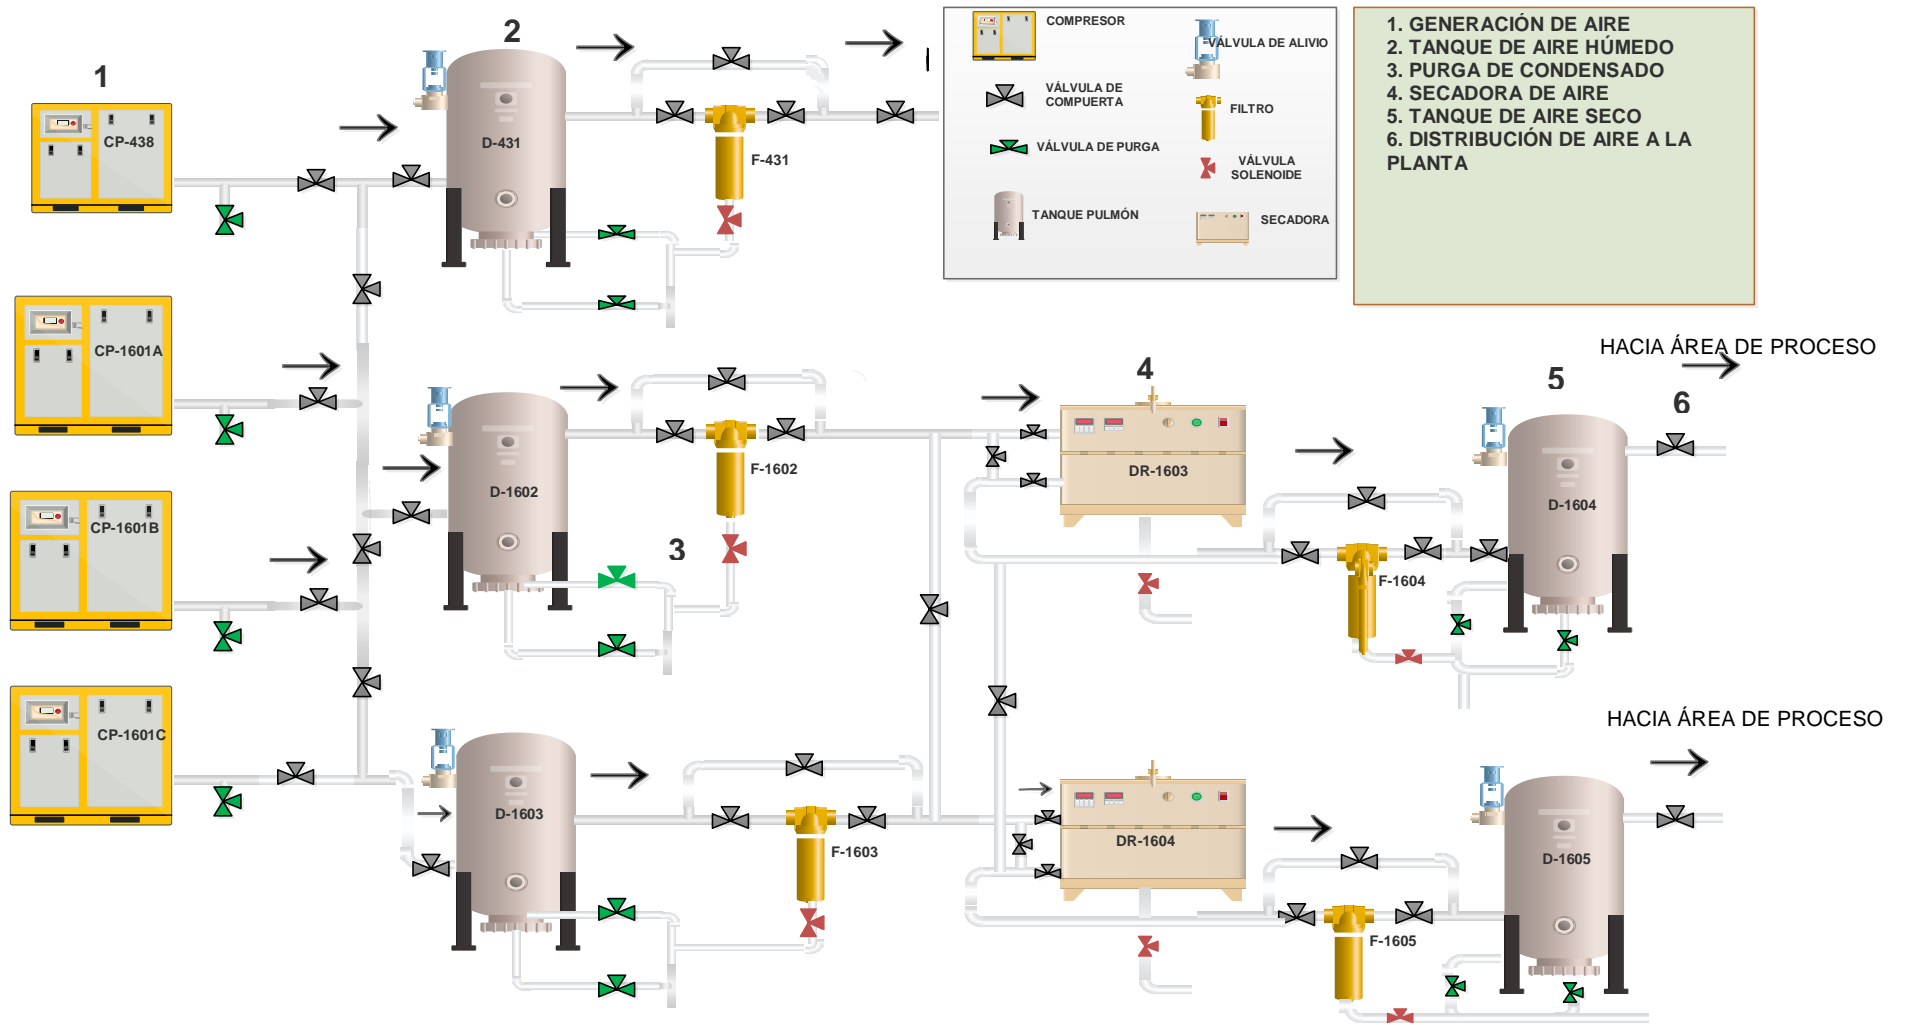 1
2
COMPRESOR
VÁLVULA DE ALIVIO
VÁLVULA DE
COMPUERTA
FILTRO
VÁLVULA DE PURGA
VÁLVULA
SOLENOIDE
TANQUE PULMÓN
SECADORA
1. GENERACIÓN DE AIRE
2. TANQUE DE AIRE HÚMEDO
3. PURGA DE CONDENSADO
4. SECADORA DE AIRE
5. TANQUE DE AIRE SECO
6. DISTRIBUCIÓN DE AIRE A LA
PLANTA
CP-438
D-431
F-431
CP-1601A
HACIA ÁREA DE PROCESO
4
5
6
D-1602
F-1602
DR-1603
D-1604
CP-1601B
3
F-1604
CP-1601C
HACIA ÁREA DE PROCESO
D-1603
F-1603
DR-1604
D-1605
F-1605